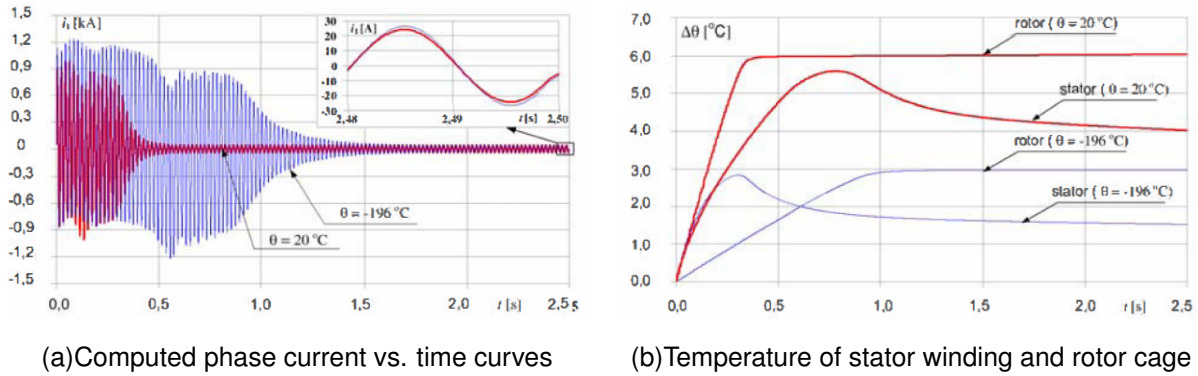 1,5
i₁ [kA]
1,2
0,9
0,6
0,3
0
-0,3
-0,6
-0,9
-1,2
-1,5
0,0 0,5 1,0 1,5 2,0 t [s] 2,5 s
30
i₁ [A]
20
10
0
-10
-20
-30
2,48 2,49 t [s] 2,50
θ = -196 °C
θ = 20 °C
(a)Computed phase current vs. time curves
7,0
Δθ [°C]
6,0
5,0
4,0
3,0
2,0
1,0
0,0
0,0 0,5 1,0 1,5 2,0 t [s] 2,5
rotor ( θ = 20 °C)
stator ( θ = 20 °C)
rotor ( θ = -196 °C)
stator ( θ = -196 °C)
(b)Temperature of stator winding and rotor cage